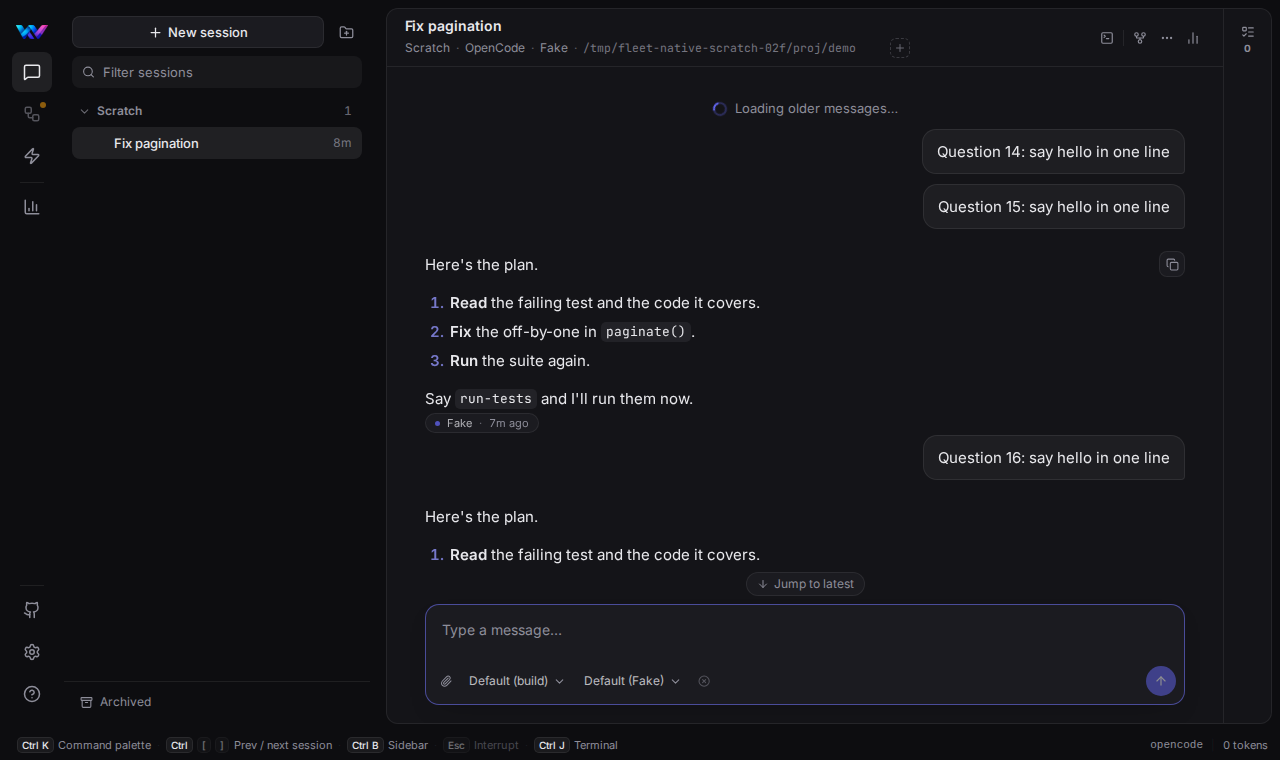 New session
Filter sessions
Scratch 1
Fix pagination 8m
Archived
Fix pagination
Scratch · OpenCode · Fake · /tmp/fleet-native-scratch-02f/proj/demo
0
Loading older messages...
Question 14: say hello in one line
Question 15: say hello in one line
Here's the plan.
1. Read the failing test and the code it covers.
2. Fix the off-by-one in paginate().
3. Run the suite again.
Say run-tests and I'll run them now.
Fake · 7m ago
Question 16: say hello in one line
Here's the plan.
1. Read the failing test and the code it covers.
Jump to latest
Type a message...
Default (build) Default (Fake)
Ctrl K Command palette Ctrl [ ] Prev / next session Ctrl B Sidebar Esc Interrupt Ctrl J Terminal opencode 0 tokens